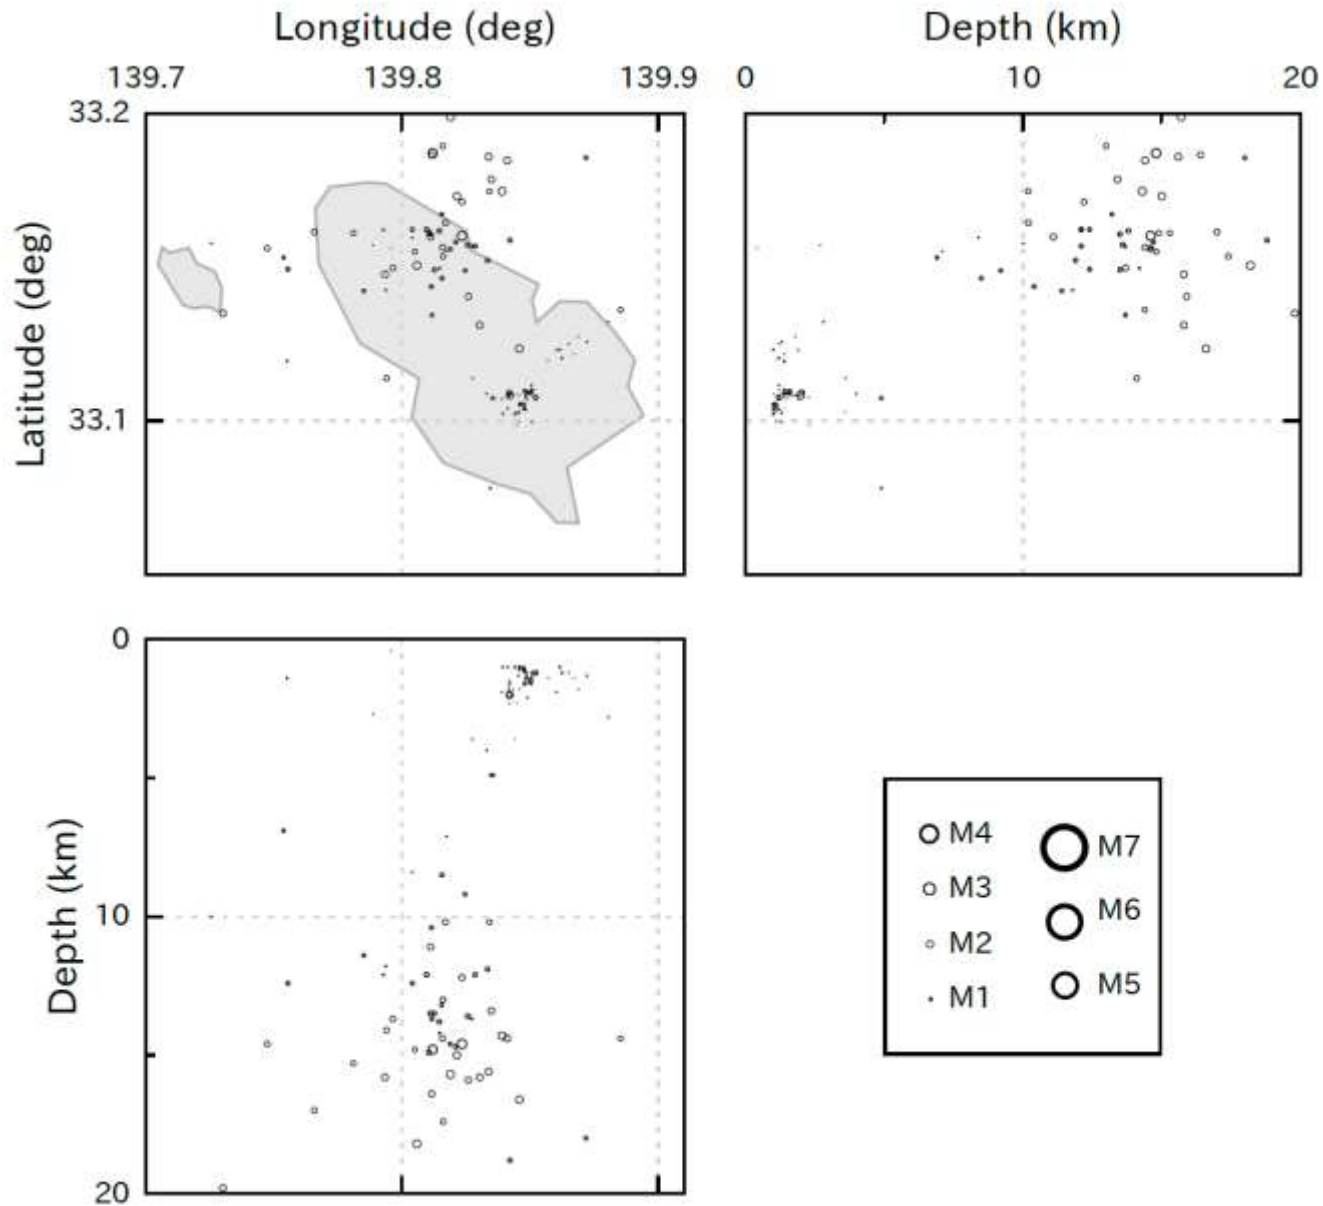 Longitude (deg)
Depth (km)
139.7
139.8
139.9
0
10
20
33.2
33.1
Latitude (deg)
0
10
20
Depth (km)
M4
M7
M3
M6
M2
M5
M1